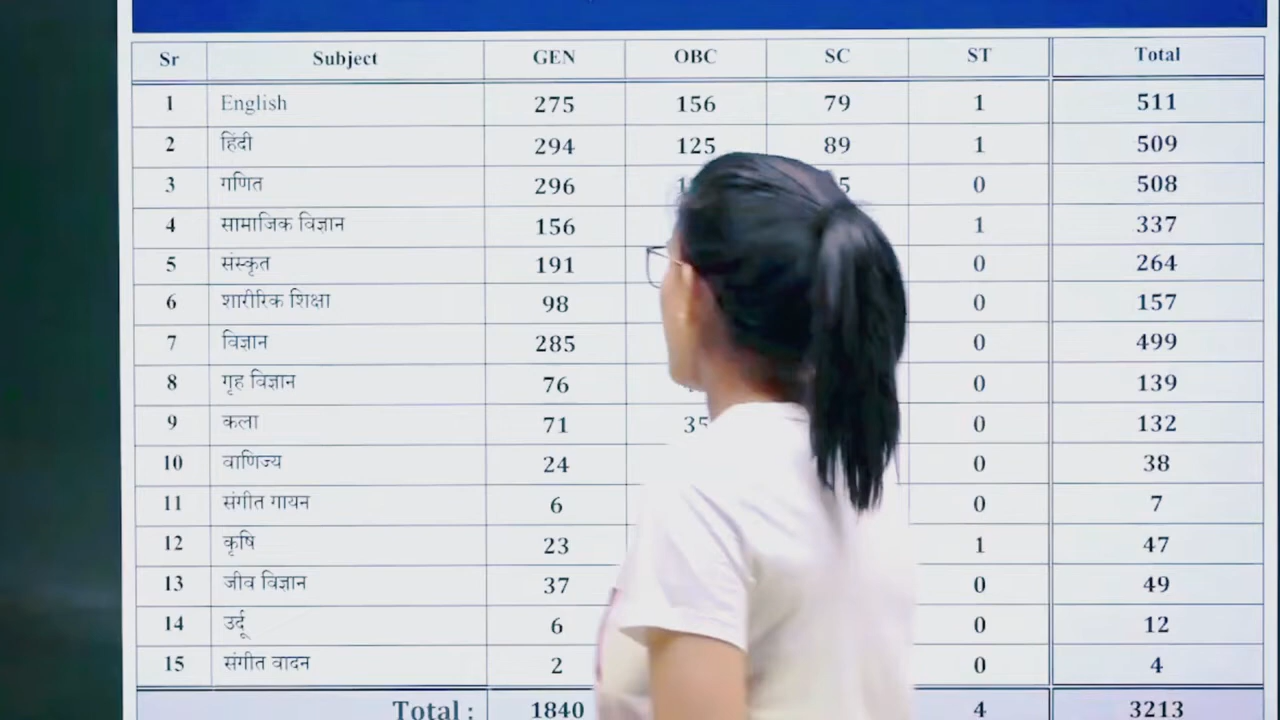 Sr Subject GEN OBC SC ST Total
1 English 275 156 79 1 511
2 हिंदी 294 125 89 1 509
3 गणित 296 0 508
4 सामाजिक विज्ञान 156 1 337
5 संस्कृत 191 0 264
6 शारीरिक शिक्षा 98 0 157
7 विज्ञान 285 0 499
8 गृह विज्ञान 76 0 139
9 कला 71 35 0 132
10 वाणिज्य 24 0 38
11 संगीत गायन 6 0 7
12 कृषि 23 1 47
13 जीव विज्ञान 37 0 49
14 उर्दू 6 0 12
15 संगीत वादन 2 0 4
Total : 1840 4 3213